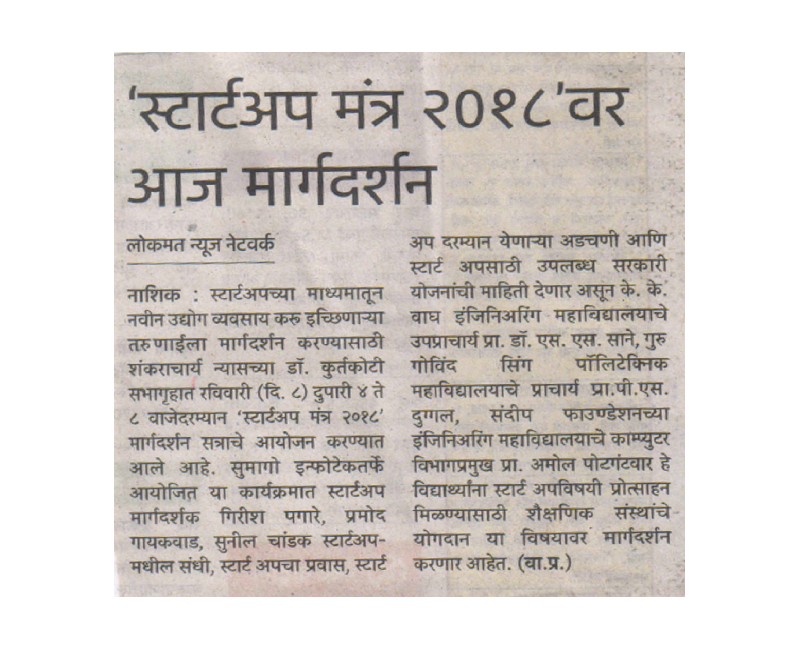 ‘स्टार्टअप मंत्र २०१८’वर
आज मार्गदर्शन
लोकमत न्यूज नेटवर्क
नाशिक : स्टार्टअपच्या माध्यमातून
नवीन उद्योग व्यवसाय करू इच्छिणाऱ्या
तरुणाईला मार्गदर्शन करण्यासाठी
शंकराचार्य न्यासच्या डॉ. कुर्तकोटी
सभागृहात रविवारी (दि. ८) दुपारी ४ ते
८ वाजेदरम्यान ‘स्टार्टअप मंत्र २०१८’
मार्गदर्शन सत्राचे आयोजन करण्यात
आले आहे. सुमागो इन्फोटेकतर्फे
आयोजित या कार्यक्रमात स्टार्टअप
मार्गदर्शक गिरीश पगारे, प्रमोद
गायकवाड, सुनील चांडक स्टार्टअप-
मधील संधी, स्टार्ट अपचा प्रवास, स्टार्ट
अप दरम्यान येणाऱ्या अडचणी आणि
स्टार्ट अपसाठी उपलब्ध सरकारी
योजनांची माहिती देणार असून के. के.
वाघ इंजिनिअरिंग महाविद्यालयाचे
उपप्राचार्य प्रा. डॉ. एस. एस. साने, गुरु
गोविंद सिंग पॉलिटेक्निक
महाविद्यालयाचे प्राचार्य प्रा.पी.एस.
दुग्गल, संदीप फाउण्डेशनच्या
इंजिनिअरिंग महाविद्यालयाचे काम्प्युटर
विभागप्रमुख प्रा. अमोल पोटगंटवार हे
विद्यार्थ्यांना स्टार्ट अपविषयी प्रोत्साहन
मिळण्यासाठी शैक्षणिक संस्थांचे
योगदान या विषयावर मार्गदर्शन
करणार आहेत. (वा.प्र.)